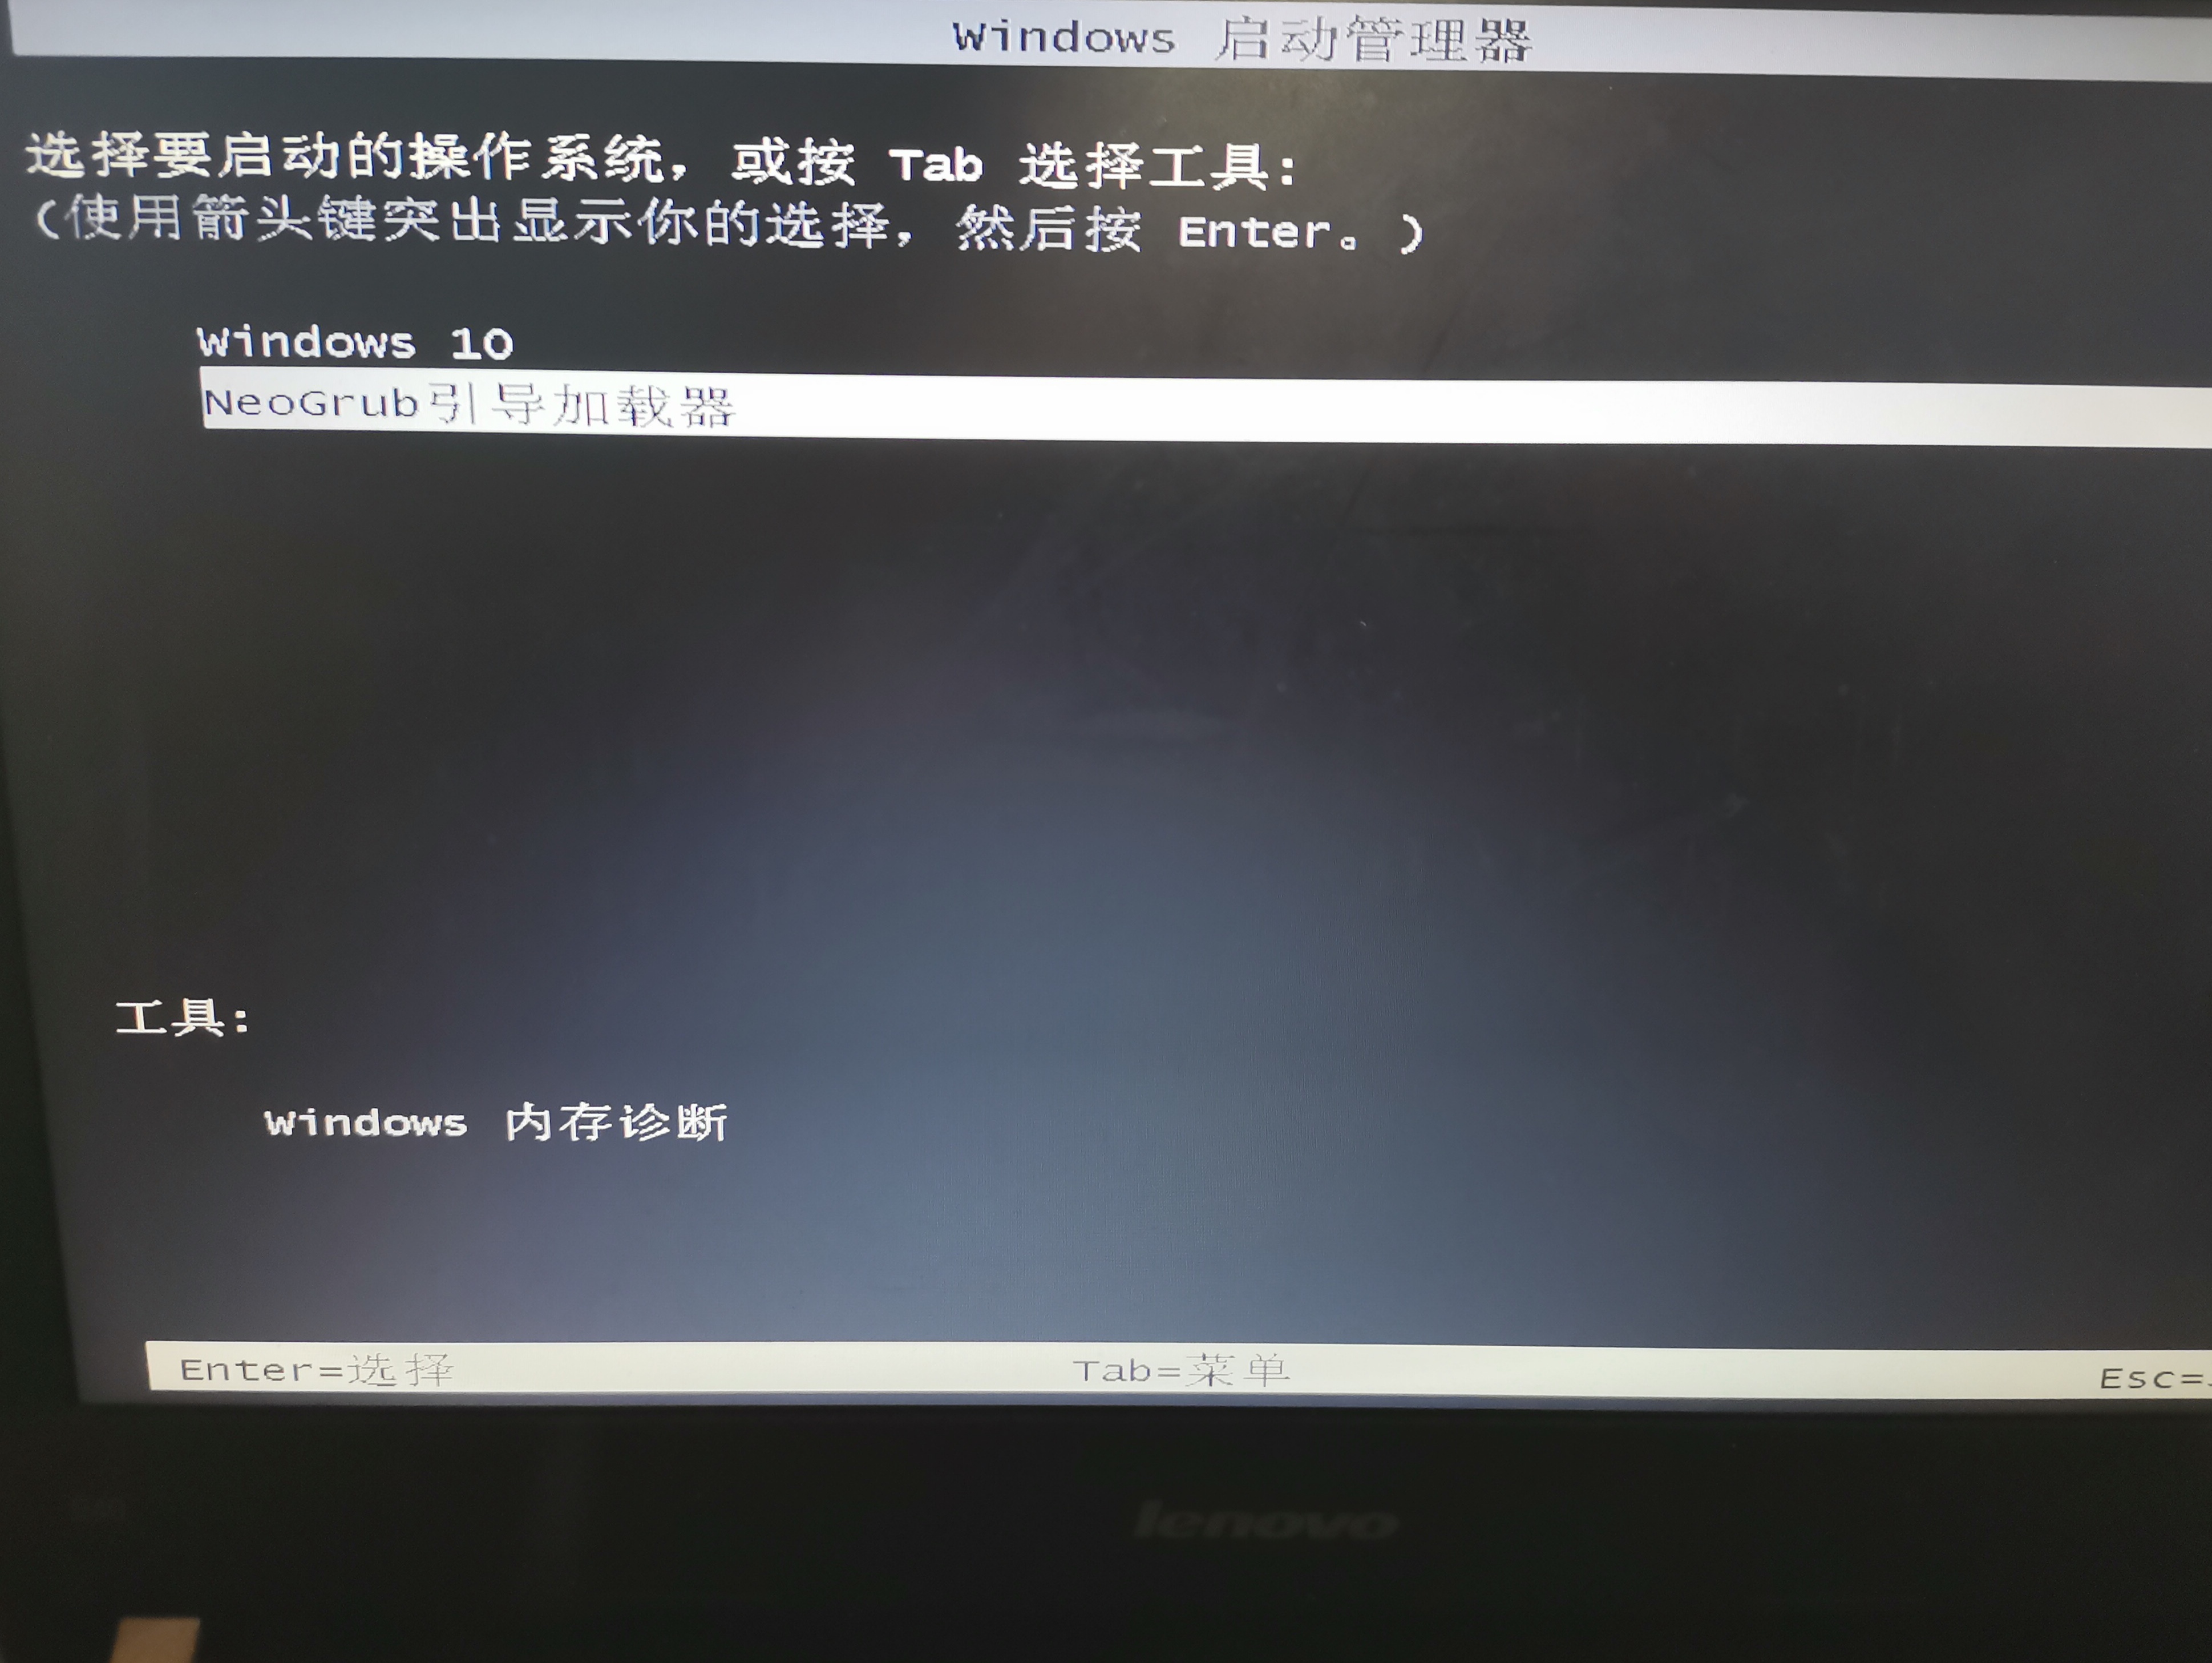 Windows 启动管理器
选择要启动的操作系统，或按 Tab 选择工具:
(使用箭头键突出显示你的选择，然后按 Enter。)
Windows 10
NeoGrub引导加载器
工具:
Windows 内存诊断
Enter=选择 Tab=菜单 Esc=
lenovo